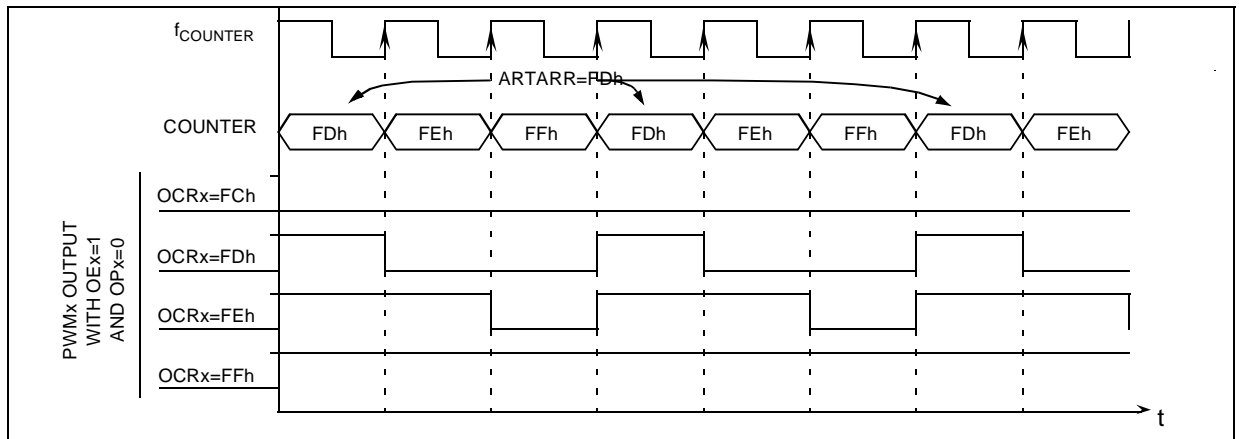 fCOUNTER
ARTARR=FDh
COUNTER
FDh FEh FFh FDh FEh FFh FDh FEh
PWMx OUTPUT
WITH OEx=1
AND OPx=0
OCRx=FCh
OCRx=FDh
OCRx=FEh
OCRx=FFh
t